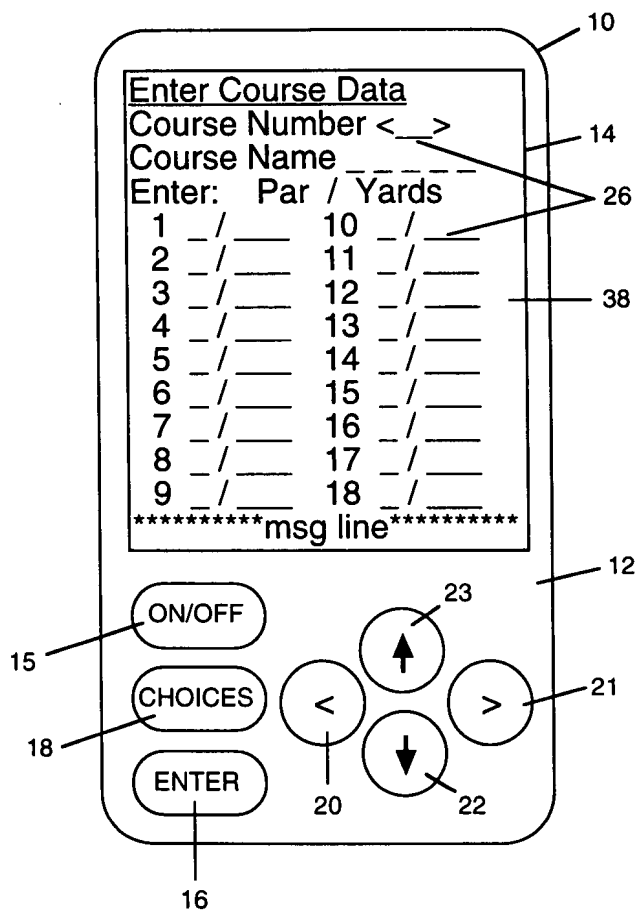 10
Enter Course Data
Course Number <__>
14
Course Name _ _ _ _ _
26
Enter: Par / Yards
1 _/___ 10 _/___
2 _/___ 11 _/___
3 _/___ 12 _/___
38
4 _/___ 13 _/___
5 _/___ 14 _/___
6 _/___ 15 _/___
7 _/___ 16 _/___
8 _/___ 17 _/___
9 _/___ 18 _/___
**********msg line**********
12
23
ON/OFF
15
↑
21
CHOICES
< >
18
↓
ENTER
20
22
16